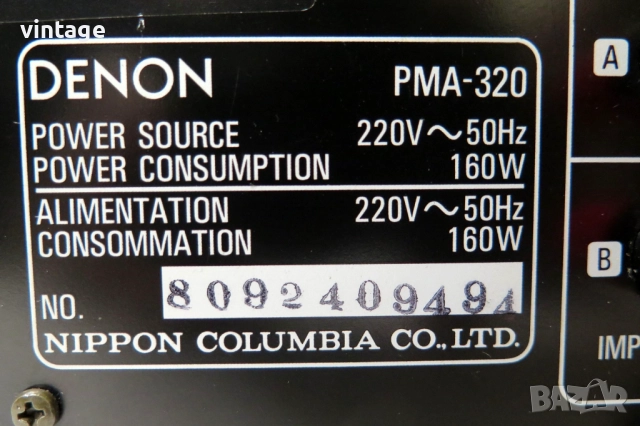 vintage
DENON PMA-320
POWER SOURCE 220V～50Hz
POWER CONSUMPTION 160W
ALIMENTATION 220V～50Hz
CONSOMMATION 160W
NO. 8092409494
NIPPON COLUMBIA CO.,LTD.
A
B
IMP
BAZAR